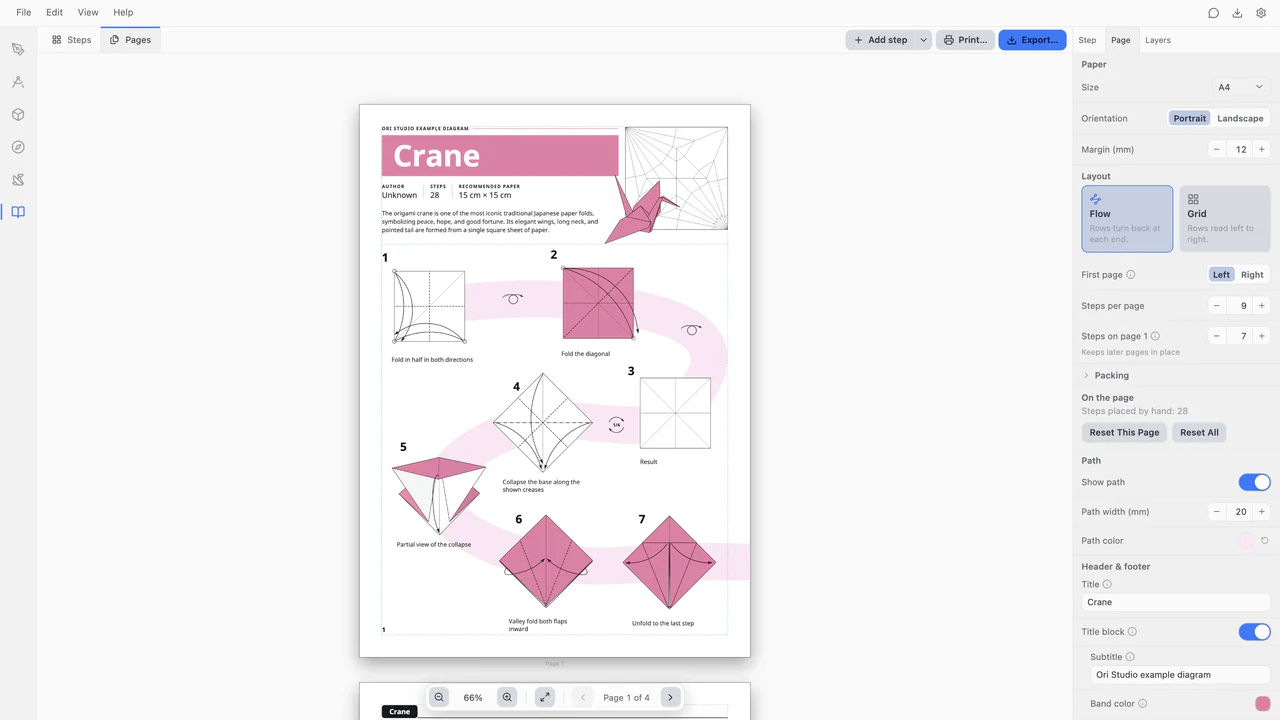 File Edit View Help
Steps Pages Add step Print... Export...
Step Page Layers
ORI STUDIO EXAMPLE DIAGRAM
Crane
AUTHOR STEPS RECOMMENDED PAPER
Unknown 28 15 cm × 15 cm
The origami crane is one of the most iconic traditional Japanese paper folds,
symbolizing peace, hope, and good fortune. Its elegant wings, long neck, and
pointed tail are formed from a single square sheet of paper.
1
Fold in half in both directions
2
Fold the diagonal
3
Result
4
1/4
Collapse the base along the
shown creases
5
Partial view of the collapse
6
Valley fold both flaps
inward
7
Unfold to the last step
1
Page 1
66% Page 1 of 4
Crane
Paper
Size A4
Orientation Portrait Landscape
Margin (mm) − 12 +
Layout
Flow
Rows turn back at
each end.
Grid
Rows read left to
right.
First page Left Right
Steps per page − 9 +
Steps on page 1 − 7 +
Keeps later pages in place
Packing
On the page
Steps placed by hand: 28
Reset This Page Reset All
Path
Show path
Path width (mm) − 20 +
Path color
Header & footer
Title
Crane
Title block
Subtitle
Ori Studio example diagram
Band color